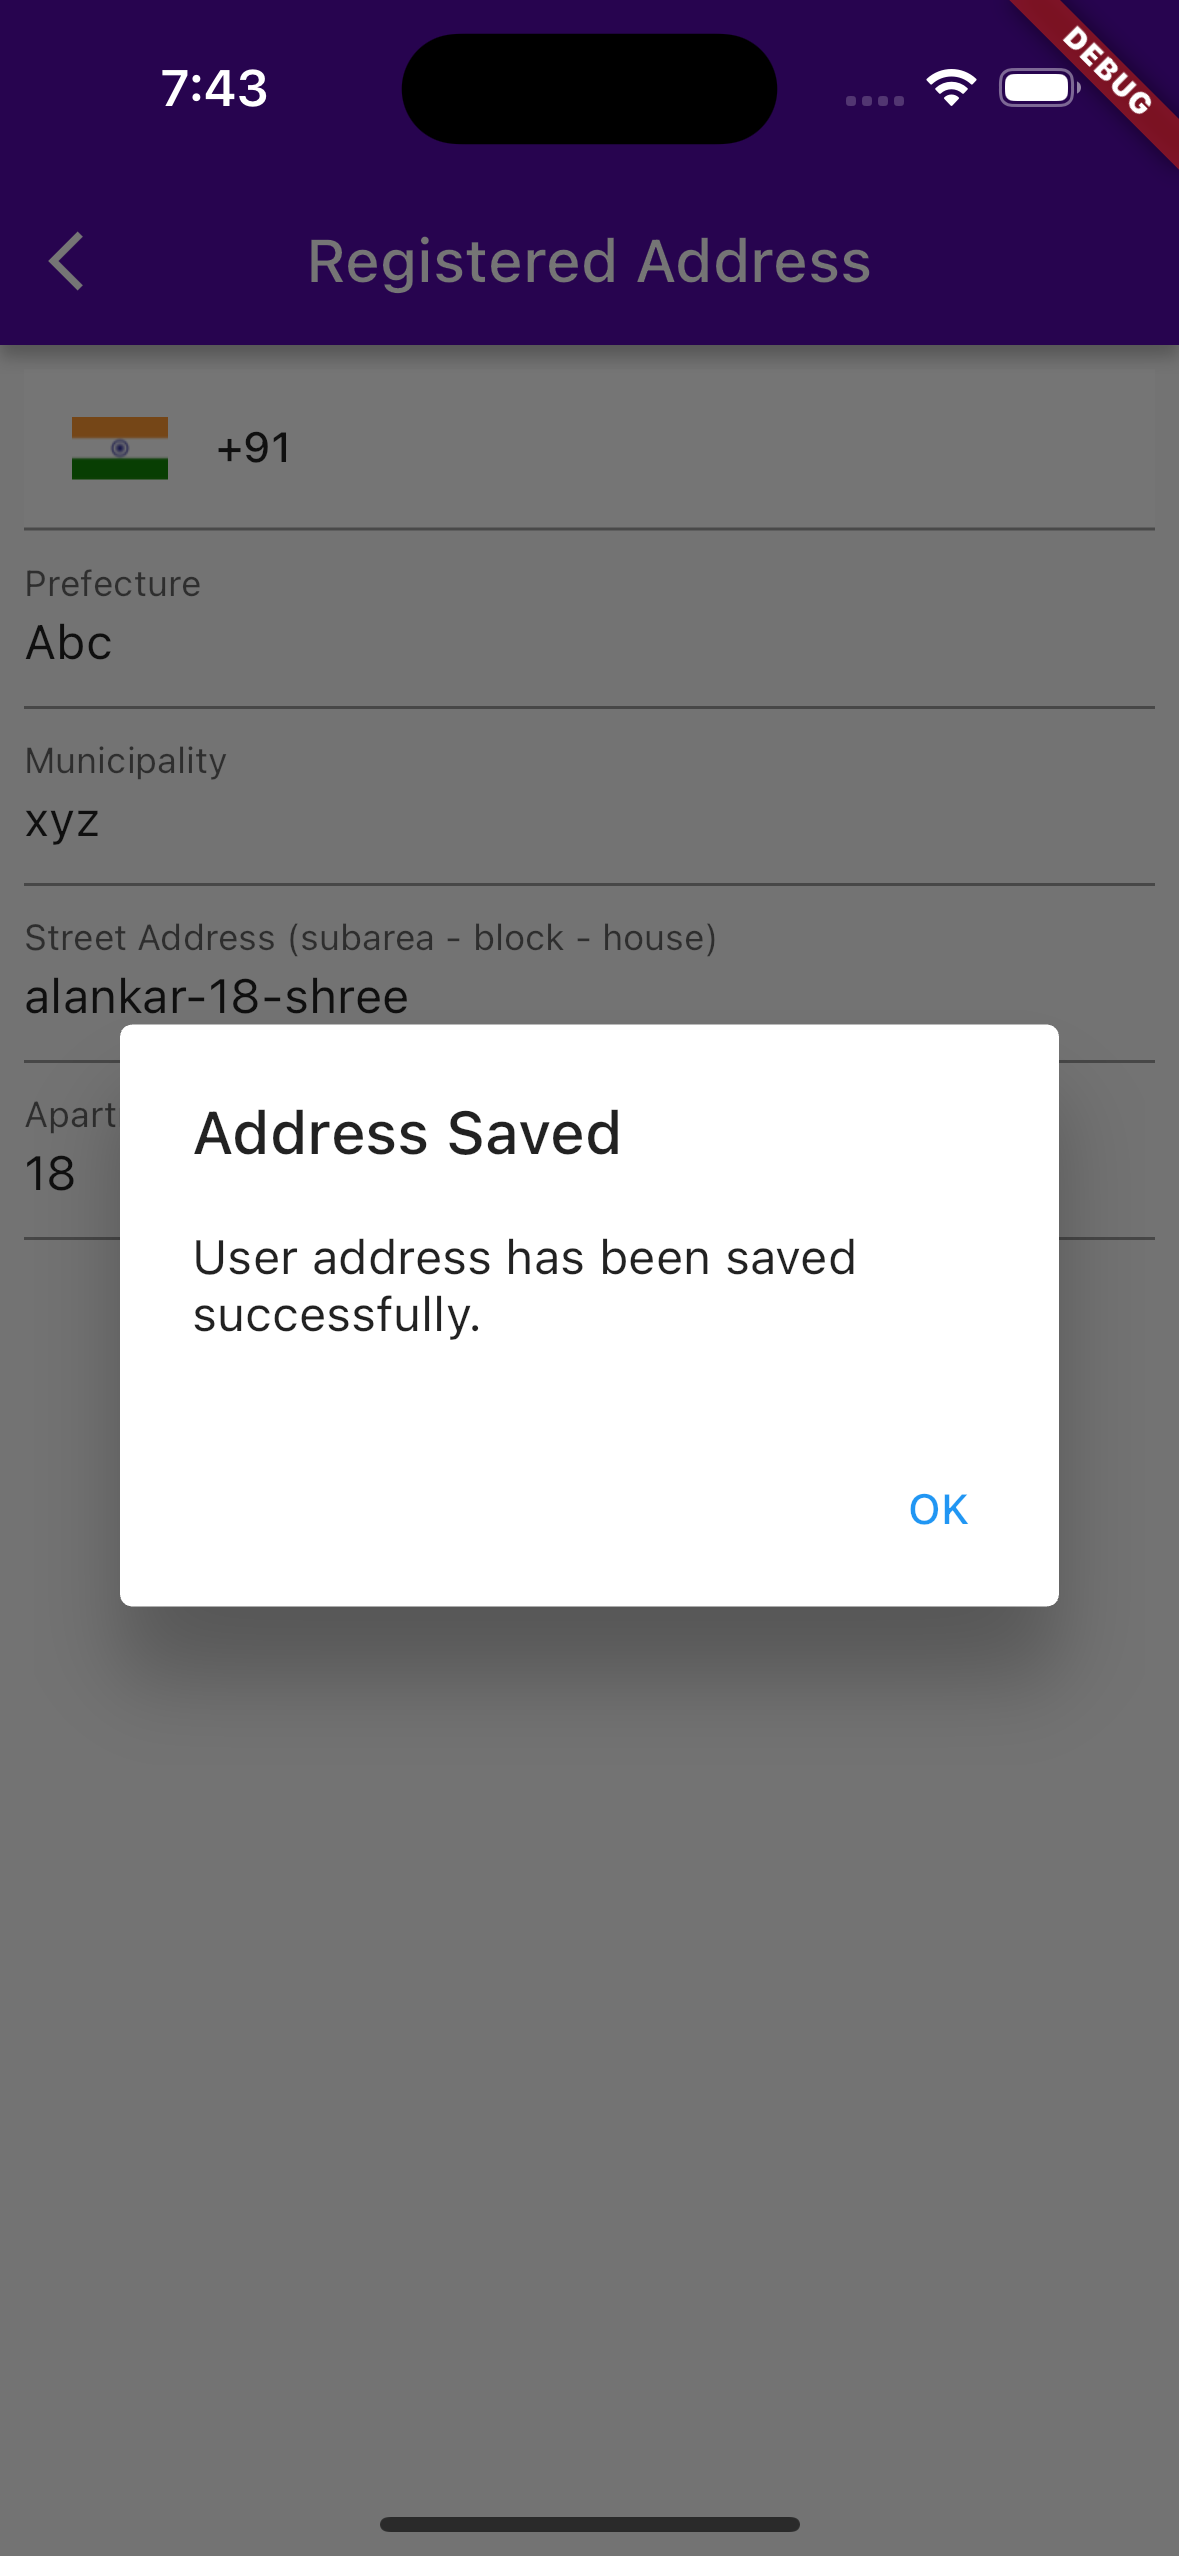 7:43
DEBUG
Registered Address
+91
Prefecture
Abc
Municipality
xyz
Street Address (subarea - block - house)
alankar-18-shree
Apart
18
Address Saved
User address has been saved
successfully.
OK